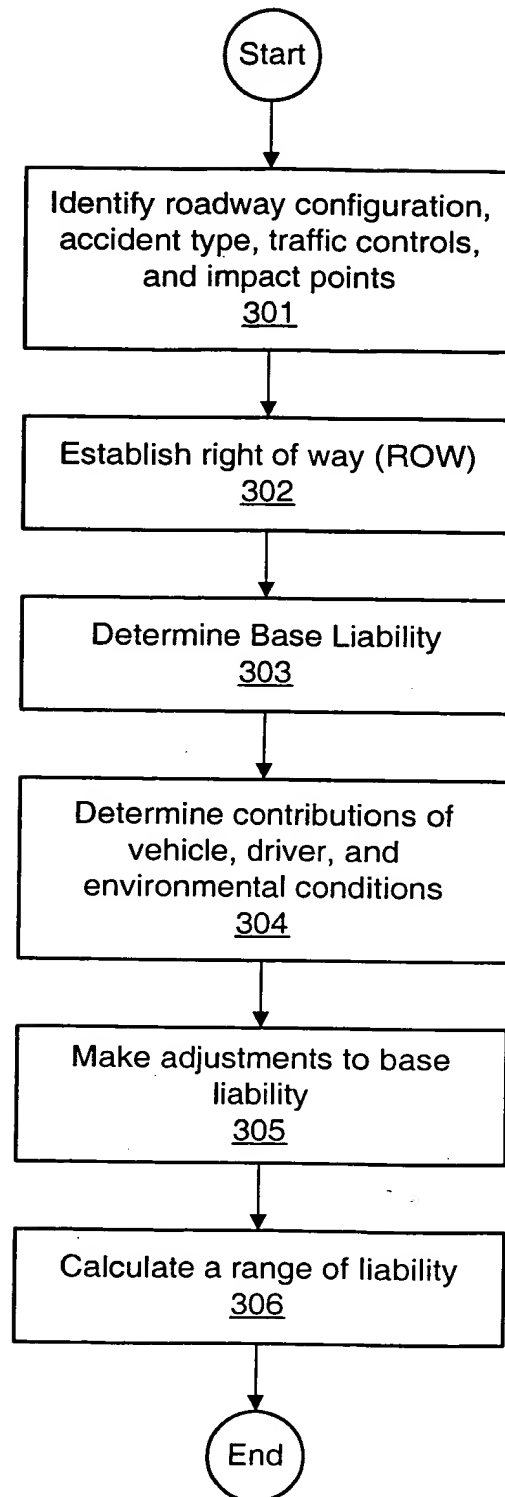 Start
Identify roadway configuration,
accident type, traffic controls,
and impact points
301
Establish right of way (ROW)
302
Determine Base Liability
303
Determine contributions of
vehicle, driver, and
environmental conditions
304
Make adjustments to base
liability
305
Calculate a range of liability
306
End